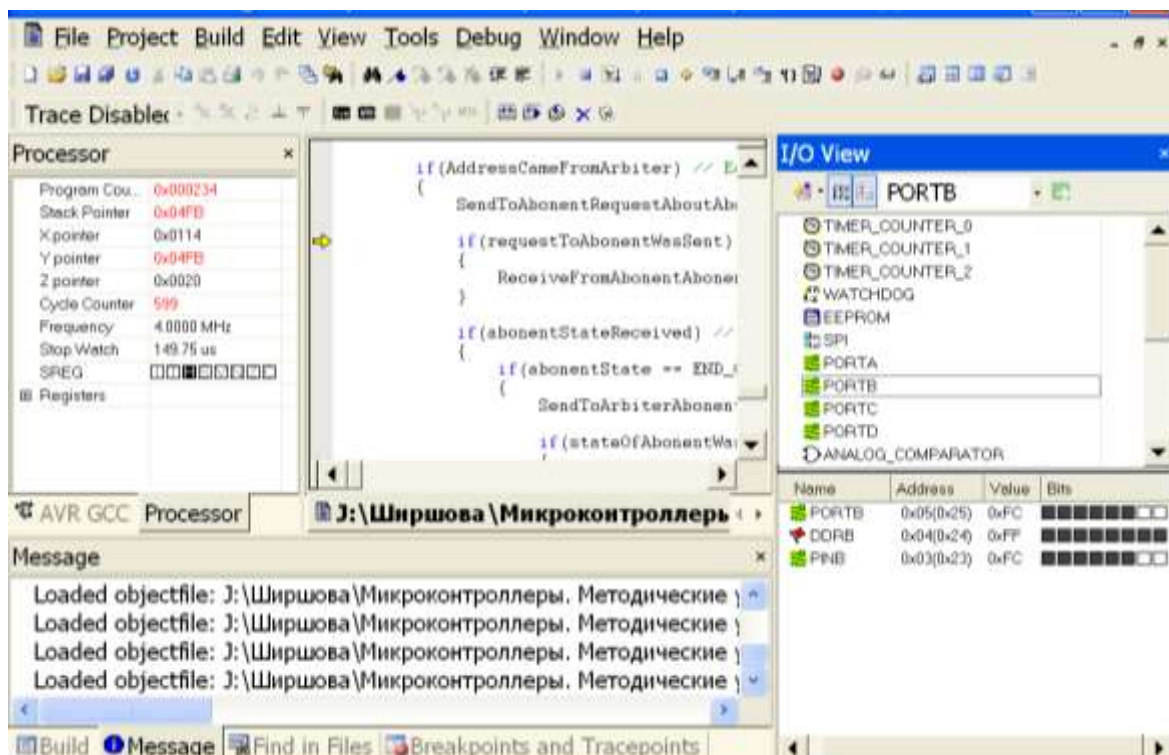 File Project Build Edit View Tools Debug Window Help
Trace Disablec
Processor
Program Cou... 0x000234
Stack Pointer 0x04FB
X pointer 0x0114
Y pointer 0x04FB
Z pointer 0x0020
Cycle Counter 599
Frequency 4.0000 MHz
Stop Watch 149.75 us
SREG
Registers
AVR GCC Processor
if(AddressCameFromArbiter) //
{
SendToAbonentRequestAboutAb
if(requestToAbonentWasSent)
{
ReceiveFromAbonentAbone
}
if(abonentStateReceived) //
{
if(abonentState == END_
{
SendToArbiterAbonen
if(stateOfAbonentWa
J:\Ширшова\Микроконтроллерь
I/O View
PORTB
TIMER_COUNTER_0
TIMER_COUNTER_1
TIMER_COUNTER_2
WATCHDOG
EEPROM
SPI
PORTA
PORTB
PORTC
PORTD
ANALOG_COMPARATOR
Name Address Value Bits
PORTB 0x05(0x25) 0xFC
DDRB 0x04(0x24) 0xFF
PINB 0x03(0x23) 0xFC
Message
Loaded objectfile: J:\Ширшова\Микроконтроллеры. Методические
Loaded objectfile: J:\Ширшова\Микроконтроллеры. Методические
Loaded objectfile: J:\Ширшова\Микроконтроллеры. Методические
Loaded objectfile: J:\Ширшова\Микроконтроллеры. Методические
Build Message Find in Files Breakpoints and Tracepoints